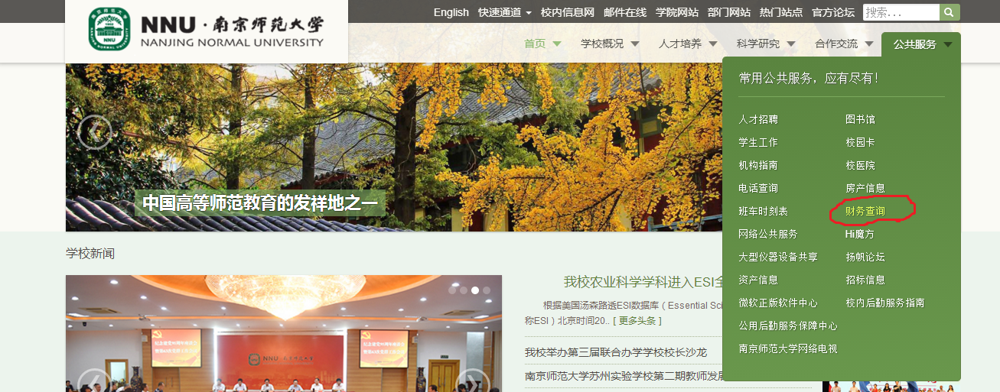 English 快速通道 校内信息网 邮件在线 学院网站 部门网站 热门站点 官方论坛 搜索...
NNU·南京师范大学
NANJING NORMAL UNIVERSITY
首页 学校概况 人才培养 科学研究 合作交流 公共服务
常用公共服务，应有尽有！
人才招聘 图书馆
学生工作 校园卡
机构指南 校医院
电话查询 房产信息
班车时刻表 财务查询
网络公共服务 Hi魔方
大型仪器设备共享 扬帆论坛
资产信息 招标信息
微软正版软件中心 校内后勤服务指南
公用后勤服务保障中心
南京师范大学网络电视
中国高等师范教育的发祥地之一
学校新闻
我校农业科学学科进入ESI全
根据美国汤森路透ESI数据库（Essential Sci
称ESI）北京时间20.. [ 更多头条 ]
我校举办第三届联合办学学校校长沙龙
南京师范大学苏州实验学校第二期教师发展
NNU·南京师范大学